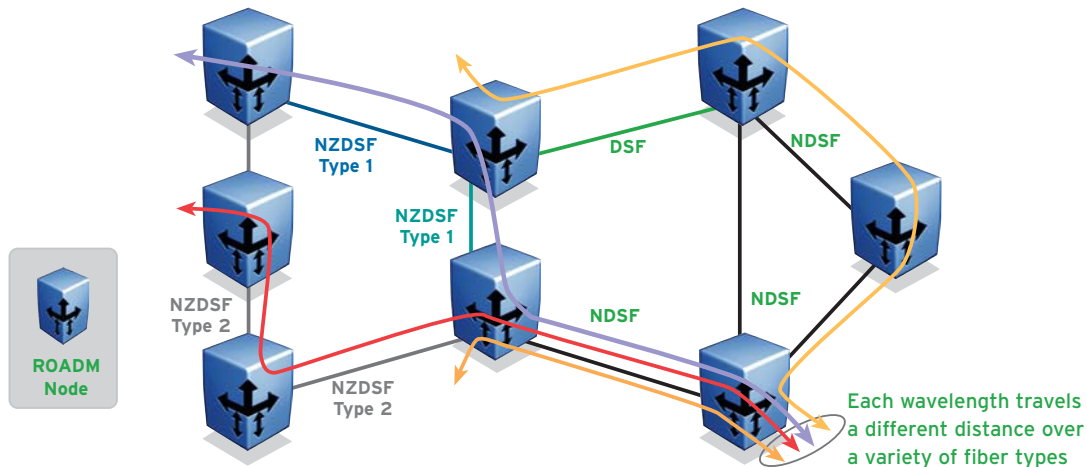 NZDSF
Type 1
DSF
NDSF
NZDSF
Type 1
NZDSF
Type 2
NDSF
NDSF
ROADM
Node
NZDSF
Type 2
Each wavelength travels
a different distance over
a variety of fiber types